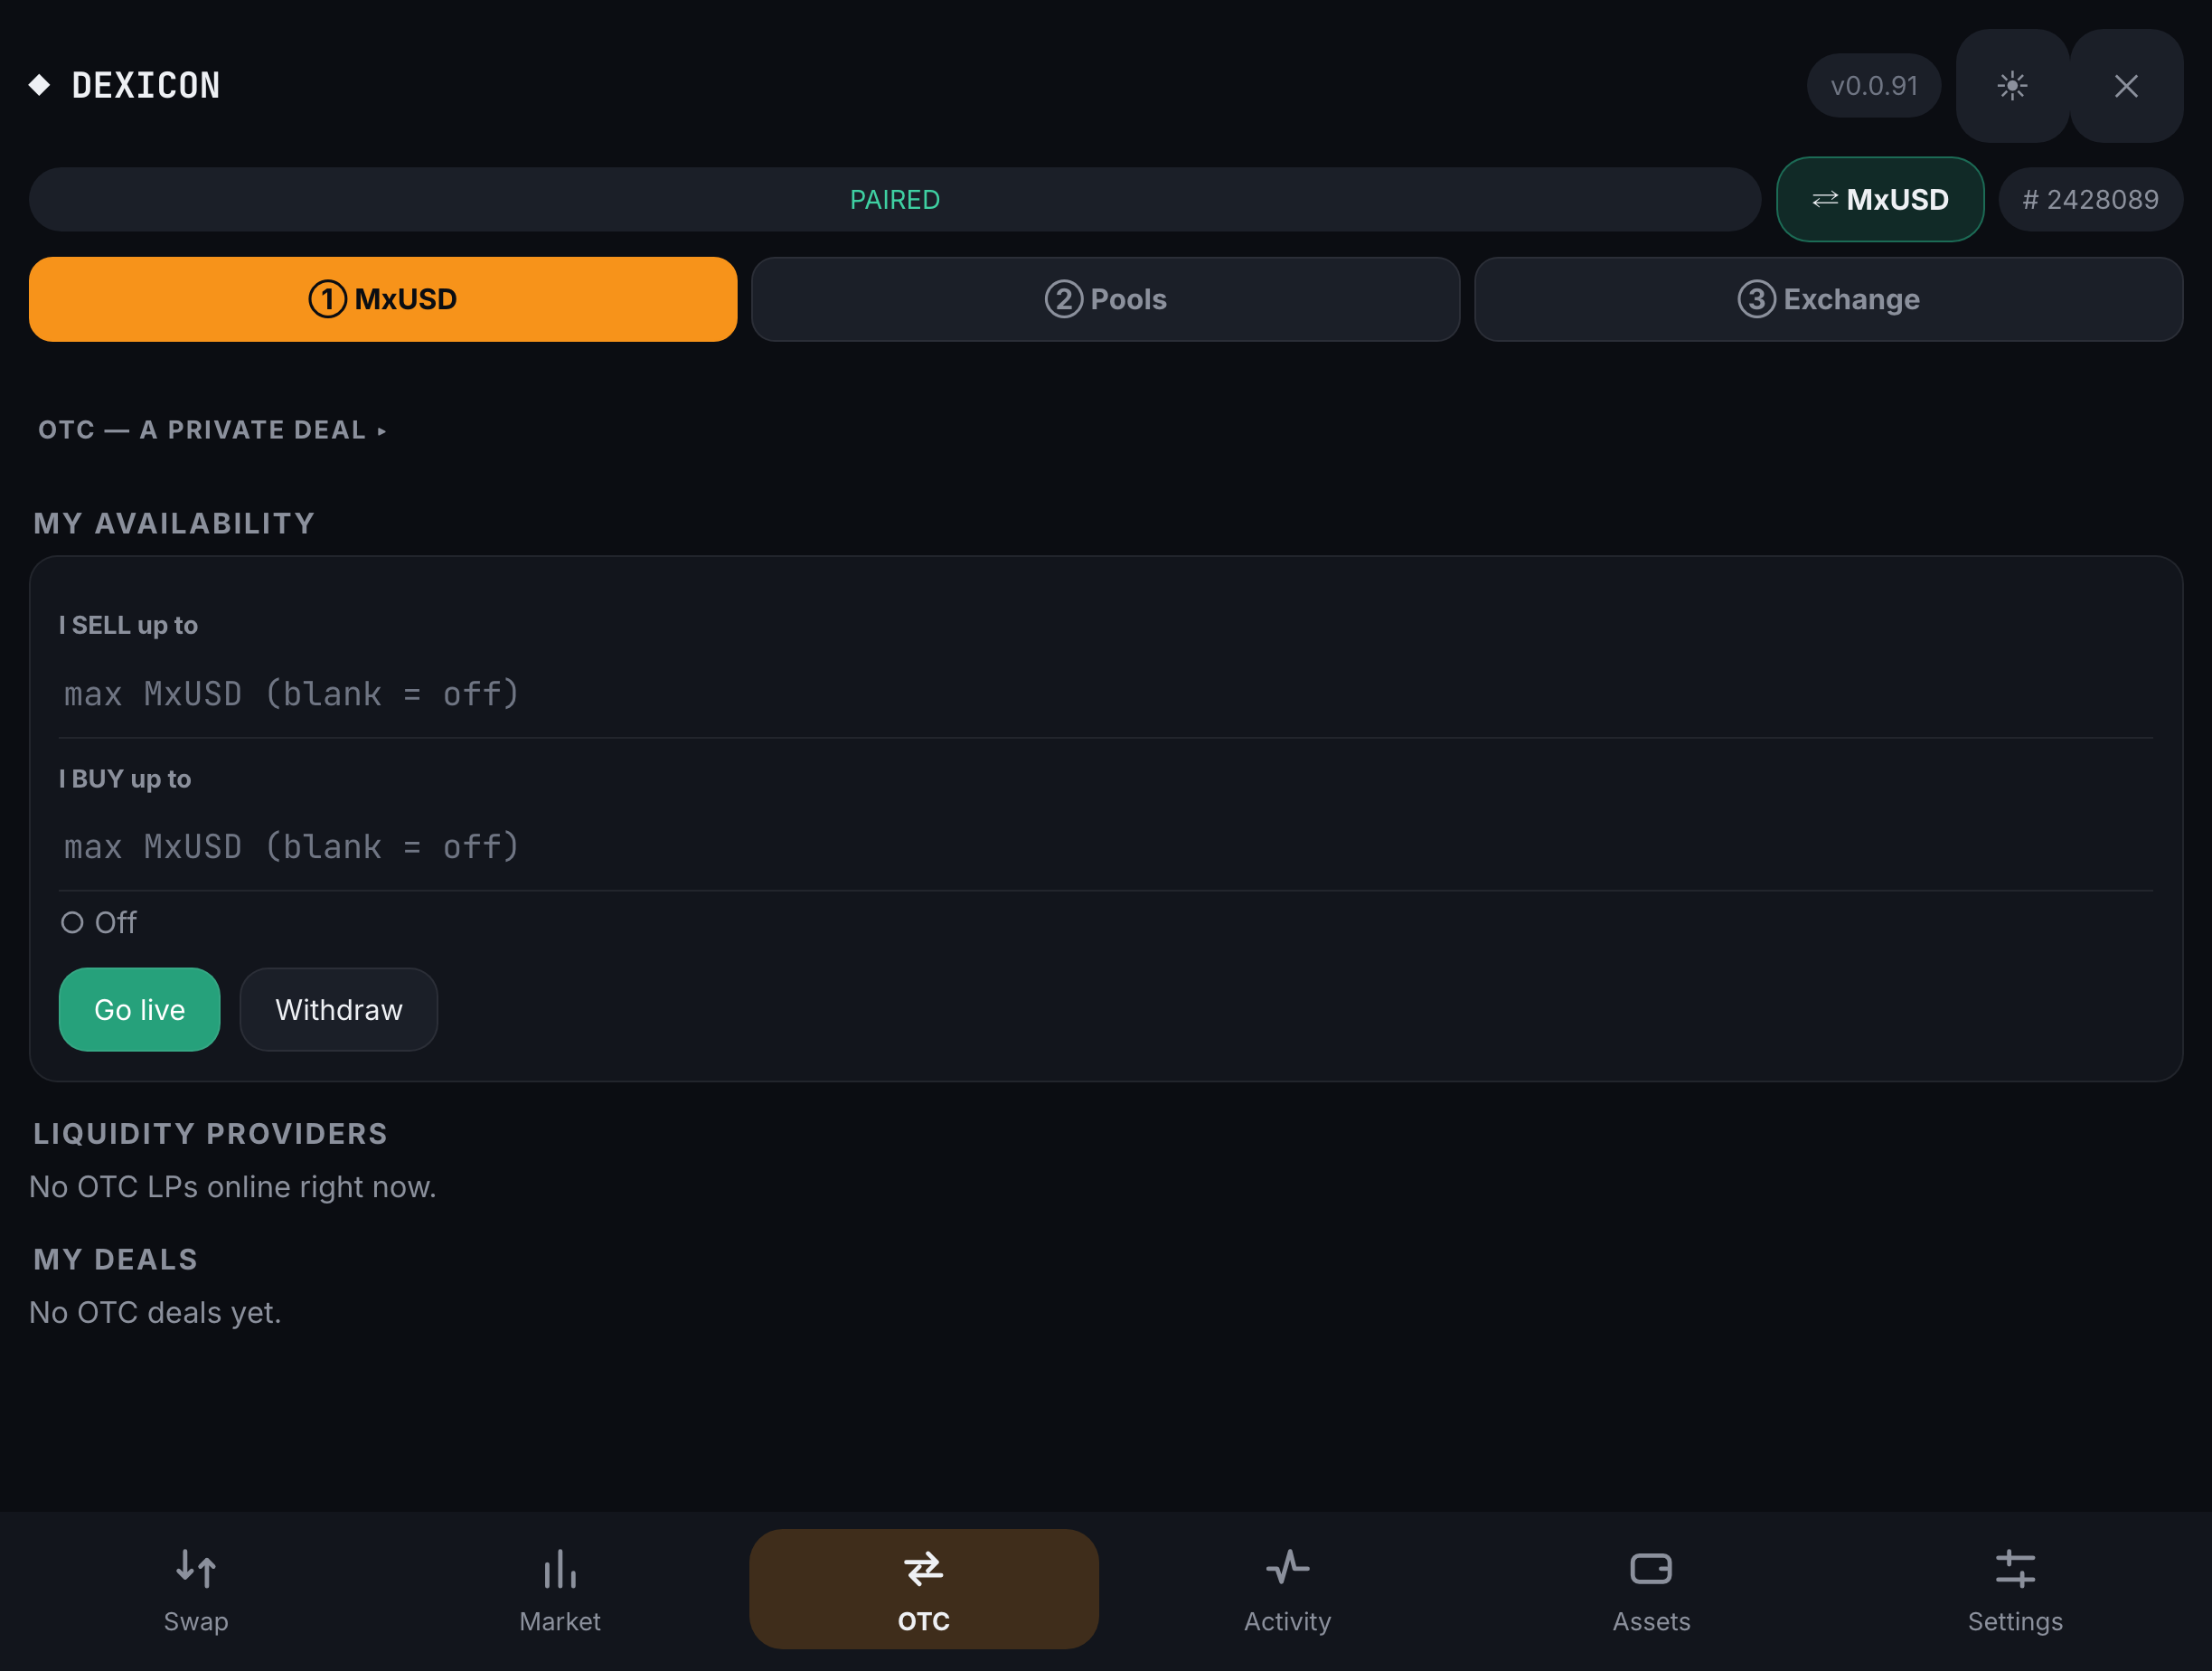 ◆ DEXICON
v0.0.91
PAIRED
⇄ MxUSD
# 2428089
① MxUSD
② Pools
③ Exchange
OTC — A PRIVATE DEAL ▸
MY AVAILABILITY
I SELL up to
max MxUSD (blank = off)
I BUY up to
max MxUSD (blank = off)
○ Off
Go live
Withdraw
LIQUIDITY PROVIDERS
No OTC LPs online right now.
MY DEALS
No OTC deals yet.
Swap
Market
OTC
Activity
Assets
Settings